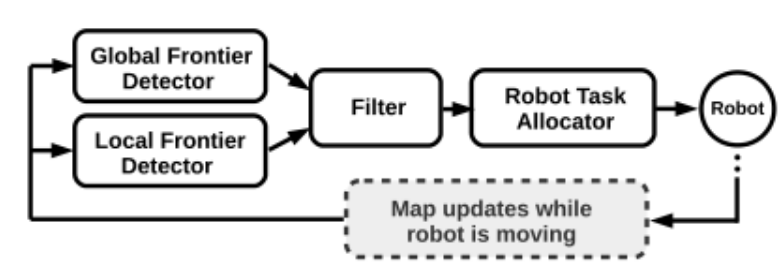 Global Frontier
Detector
Local Frontier
Detector
Filter
Robot Task
Allocator
Robot
Map updates while
robot is moving